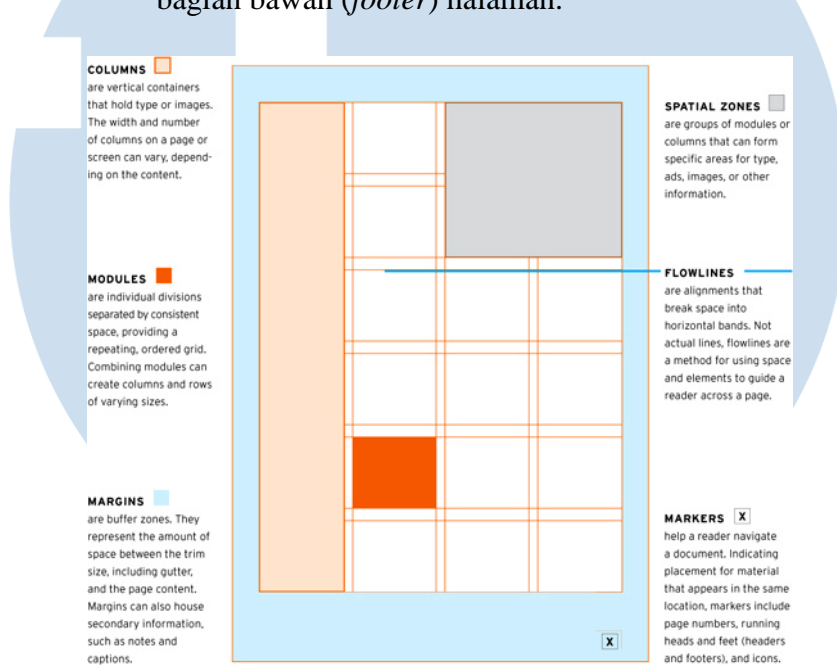 bagian bawah (footer) halaman.
COLUMNS
are vertical containers
that hold type or images.
The width and number
of columns on a page or
screen can vary, depend-
ing on the content.
MODULES
are individual divisions
separated by consistent
space, providing a
repeating, ordered grid.
Combining modules can
create columns and rows
of varying sizes.
MARGINS
are buffer zones. They
represent the amount of
space between the trim
size, including gutter,
and the page content.
Margins can also house
secondary information,
such as notes and
captions.
X
SPATIAL ZONES
are groups of modules or
columns that can form
specific areas for type,
ads, images, or other
information.
FLOWLINES
are alignments that
break space into
horizontal bands. Not
actual lines, flowlines are
a method for using space
and elements to guide a
reader across a page.
MARKERS X
help a reader navigate
a document. Indicating
placement for material
that appears in the same
location, markers include
page numbers, running
heads and feet (headers
and footers), and icons.